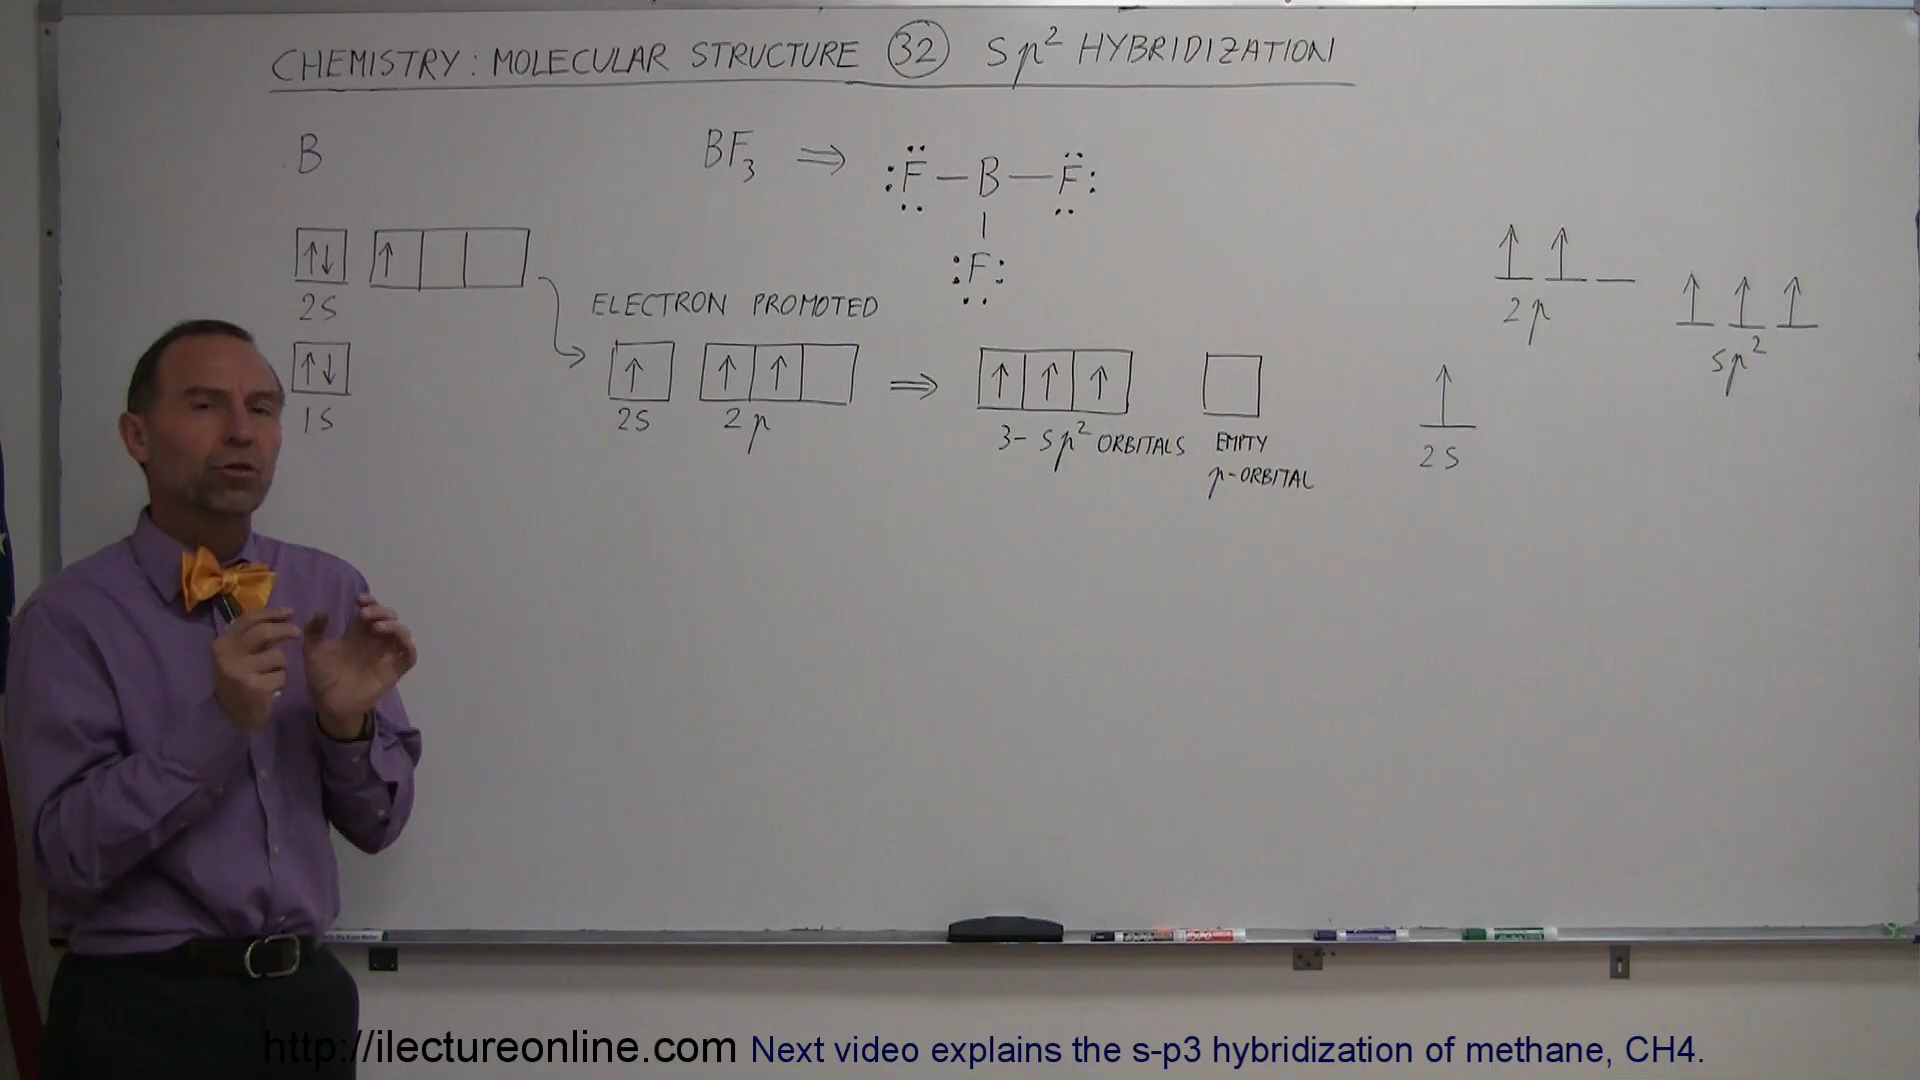 CHEMISTRY: MOLECULAR STRUCTURE 32 Sp² HYBRIDIZATION
B
BF₃ ⇒ :F̈ – B – F̈:
:F:
↑↓ ↑
2S
1S
↑↓
ELECTRON PROMOTED
↑ ↑ ↑ ⇒ ↑ ↑ ↑
2S 2p
3- Sp² ORBITALS
EMPTY
p-ORBITAL
↑ ↑
2p
↑ ↑ ↑
Sp²
↑
2S
http://ilectureonline.com Next video explains the s-p3 hybridization of methane, CH4.